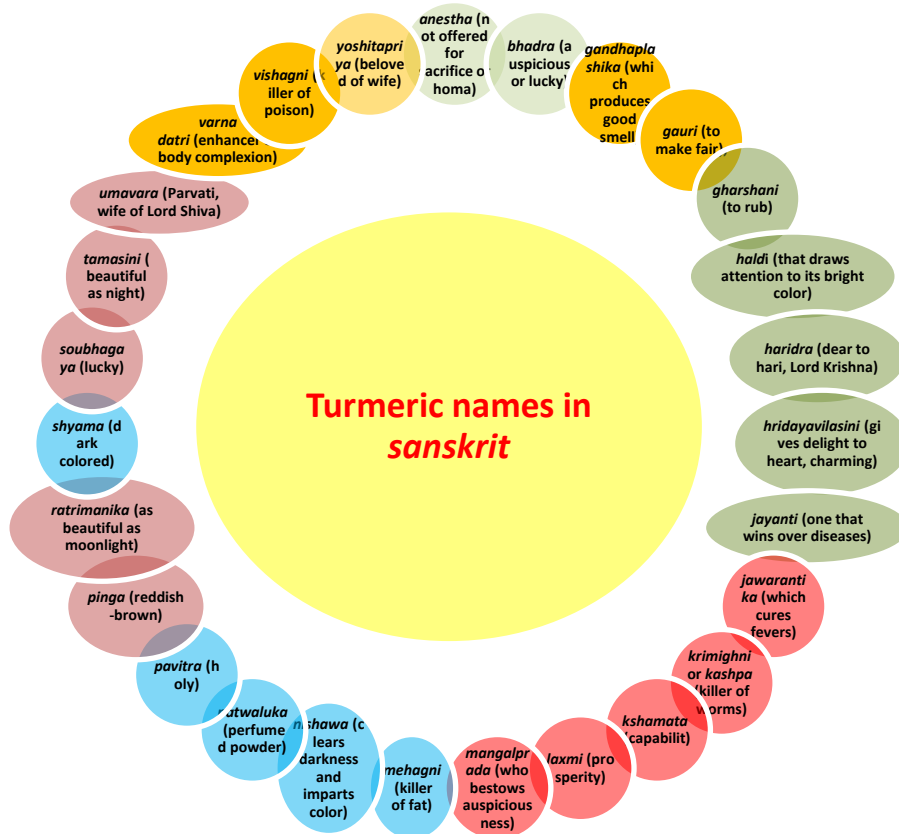 Turmeric names in
sanskrit
anestha (n
ot offered
for
sacrifice or
homa)
bhadra (a
uspicious
or lucky)
gandhapla
shika (whi
ch
produces
good
smell
gauri (to
make fair)
gharshani
(to rub)
haldi (that draws
attention to its bright
color)
haridra (dear to
hari, Lord Krishna)
hridayavilasini (gi
ves delight to
heart, charming)
jayanti (one that
wins over diseases)
jawaranti
ka (which
cures
fevers)
krimighni
or kashpa
(killer of
worms)
kshamata
(capabilit)
laxmi (pro
sperity)
mangalpr
ada (who
bestows
auspicious
ness)
mehagni
(killer
of fat)
nishawa (c
lears
darkness
and
imparts
color)
patwaluka
(perfume
d powder)
pavitra (h
oly)
pinga (reddish
-brown)
ratrimanika (as
beautiful as
moonlight)
shyama (d
ark
colored)
soubhaga
ya (lucky)
tamasini (
beautiful
as night)
umavara (Parvati,
wife of Lord Shiva)
varna
datri (enhancer
body complexion)
vishagni (k
iller of
poison)
yoshitapri
ya (belove
d of wife)